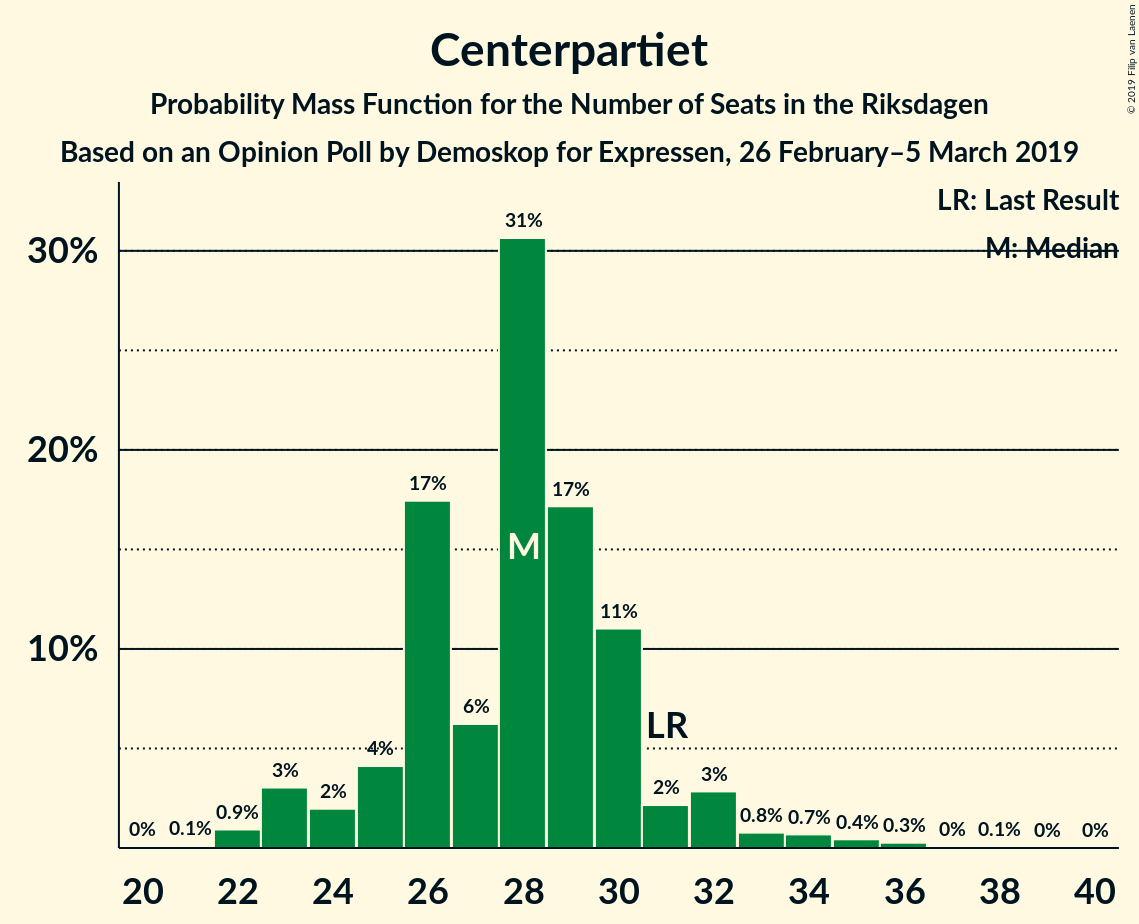 Centerpartiet
Probability Mass Function for the Number of Seats in the Riksdagen
Based on an Opinion Poll by Demoskop for Expressen, 26 February–5 March 2019
© 2019 Filip van Laenen
LR: Last Result
M: Median
30%
20%
10%
0%
0.1%
0.9%
3%
2%
4%
17%
6%
31%
M
17%
11%
LR
2%
3%
0.8%
0.7%
0.4%
0.3%
0%
0.1%
0%
0%
20 22 24 26 28 30 32 34 36 38 40